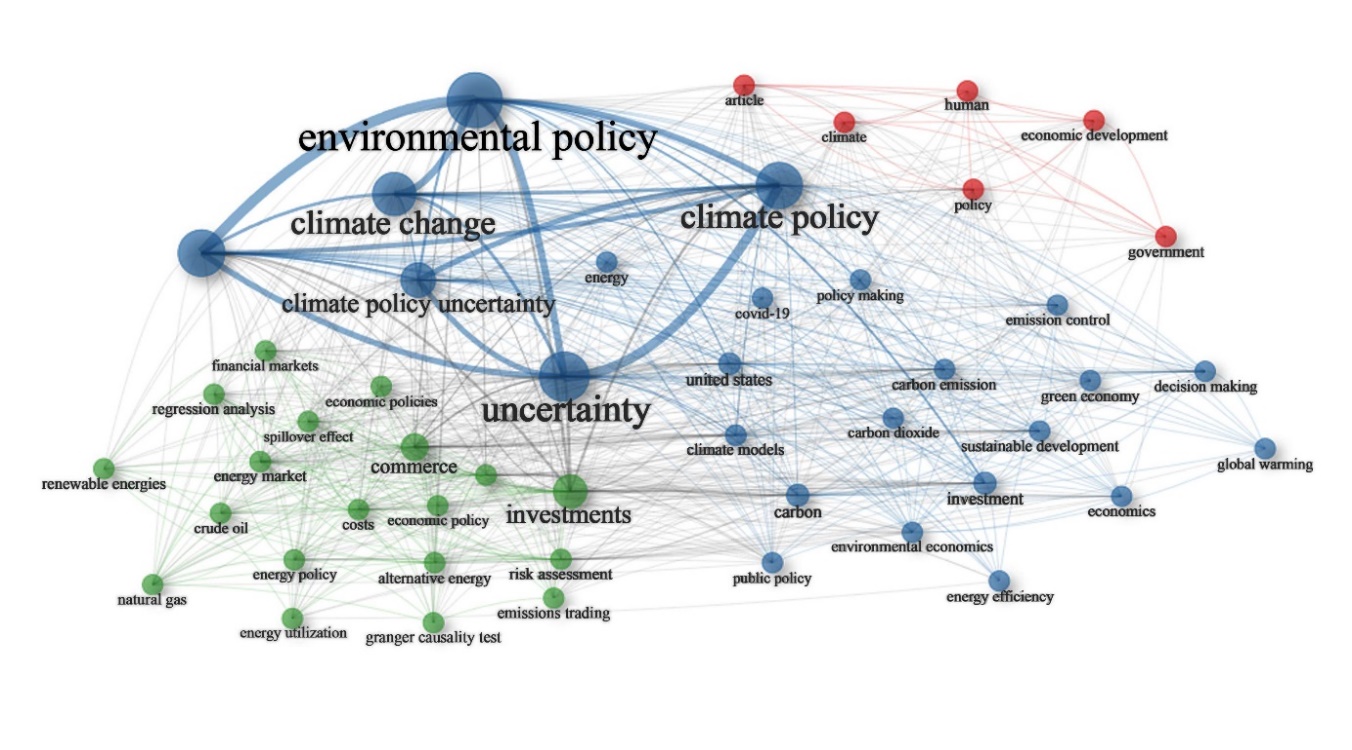 article
human
climate
economic development
environmental policy
policy
climate change
climate policy
government
energy
policy making
climate policy uncertainty
covid-19
emission control
financial markets
united states
carbon emission
decision making
green economy
economic policies
regression analysis
uncertainty
spillover effect
carbon dioxide
sustainable development
climate models
commerce
global warming
energy market
renewable energies
investment
carbon
economics
investments
economic policy
costs
crude oil
environmental economics
energy policy
risk assessment
alternative energy
public policy
energy efficiency
natural gas
emissions trading
energy utilization
granger causality test